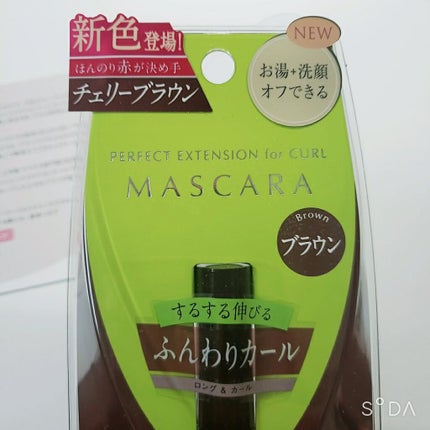 新色登場!
ほんのり赤が決め手
チェリーブラウン
NEW
お湯+洗顔
オフできる
PERFECT EXTENSION for CURL
MASCARA
Brown
ブラウン
するする伸びる
ふんわりカール
ロング & カール
SODA